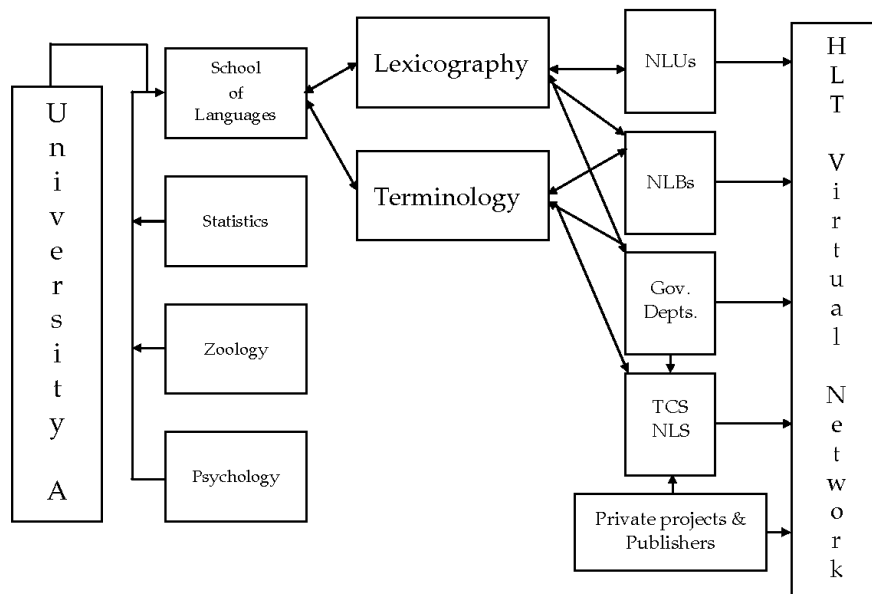 University A
School
of
Languages
Statistics
Zoology
Psychology
Lexicography
Terminology
NLUs
NLBs
Gov.
Depts.
TCS
NLS
Private projects &
Publishers
HLT Virtual Network